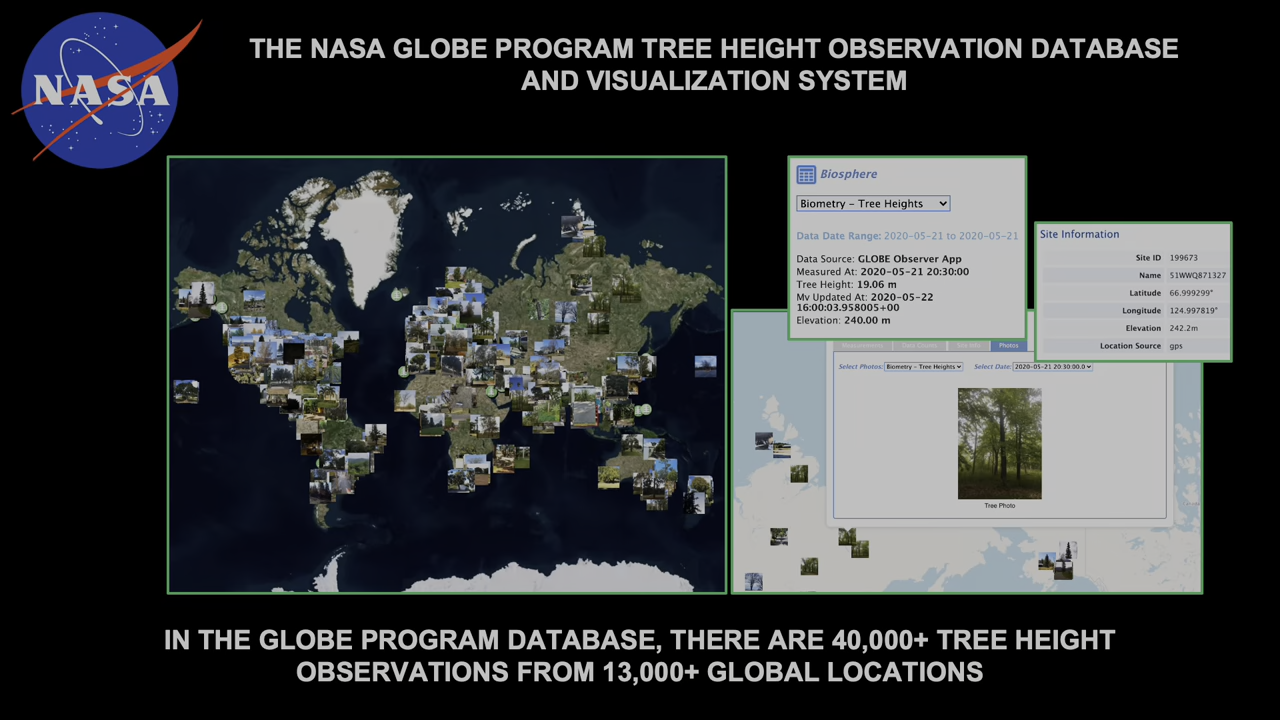 NASA
THE NASA GLOBE PROGRAM TREE HEIGHT OBSERVATION DATABASE
AND VISUALIZATION SYSTEM
Biosphere
Biometry - Tree Heights
Data Date Range: 2020-05-21 to 2020-05-21
Data Source: GLOBE Observer App
Measured At: 2020-05-21 20:30:00
Tree Height: 19.06 m
Mv Updated At: 2020-05-22
16:00:03.958005+00
Elevation: 240.00 m
Site Information
Site ID 199673
Name 51WWQ871327
Latitude 66.999299°
Longitude 124.997819°
Elevation 242.2m
Location Source gps
Measurements Data Counts Site Info Photos
Select Photos: Biometry - Tree Heights Select Date: 2020-05-21 20:30:00.0
Tree Photo
IN THE GLOBE PROGRAM DATABASE, THERE ARE 40,000+ TREE HEIGHT
OBSERVATIONS FROM 13,000+ GLOBAL LOCATIONS